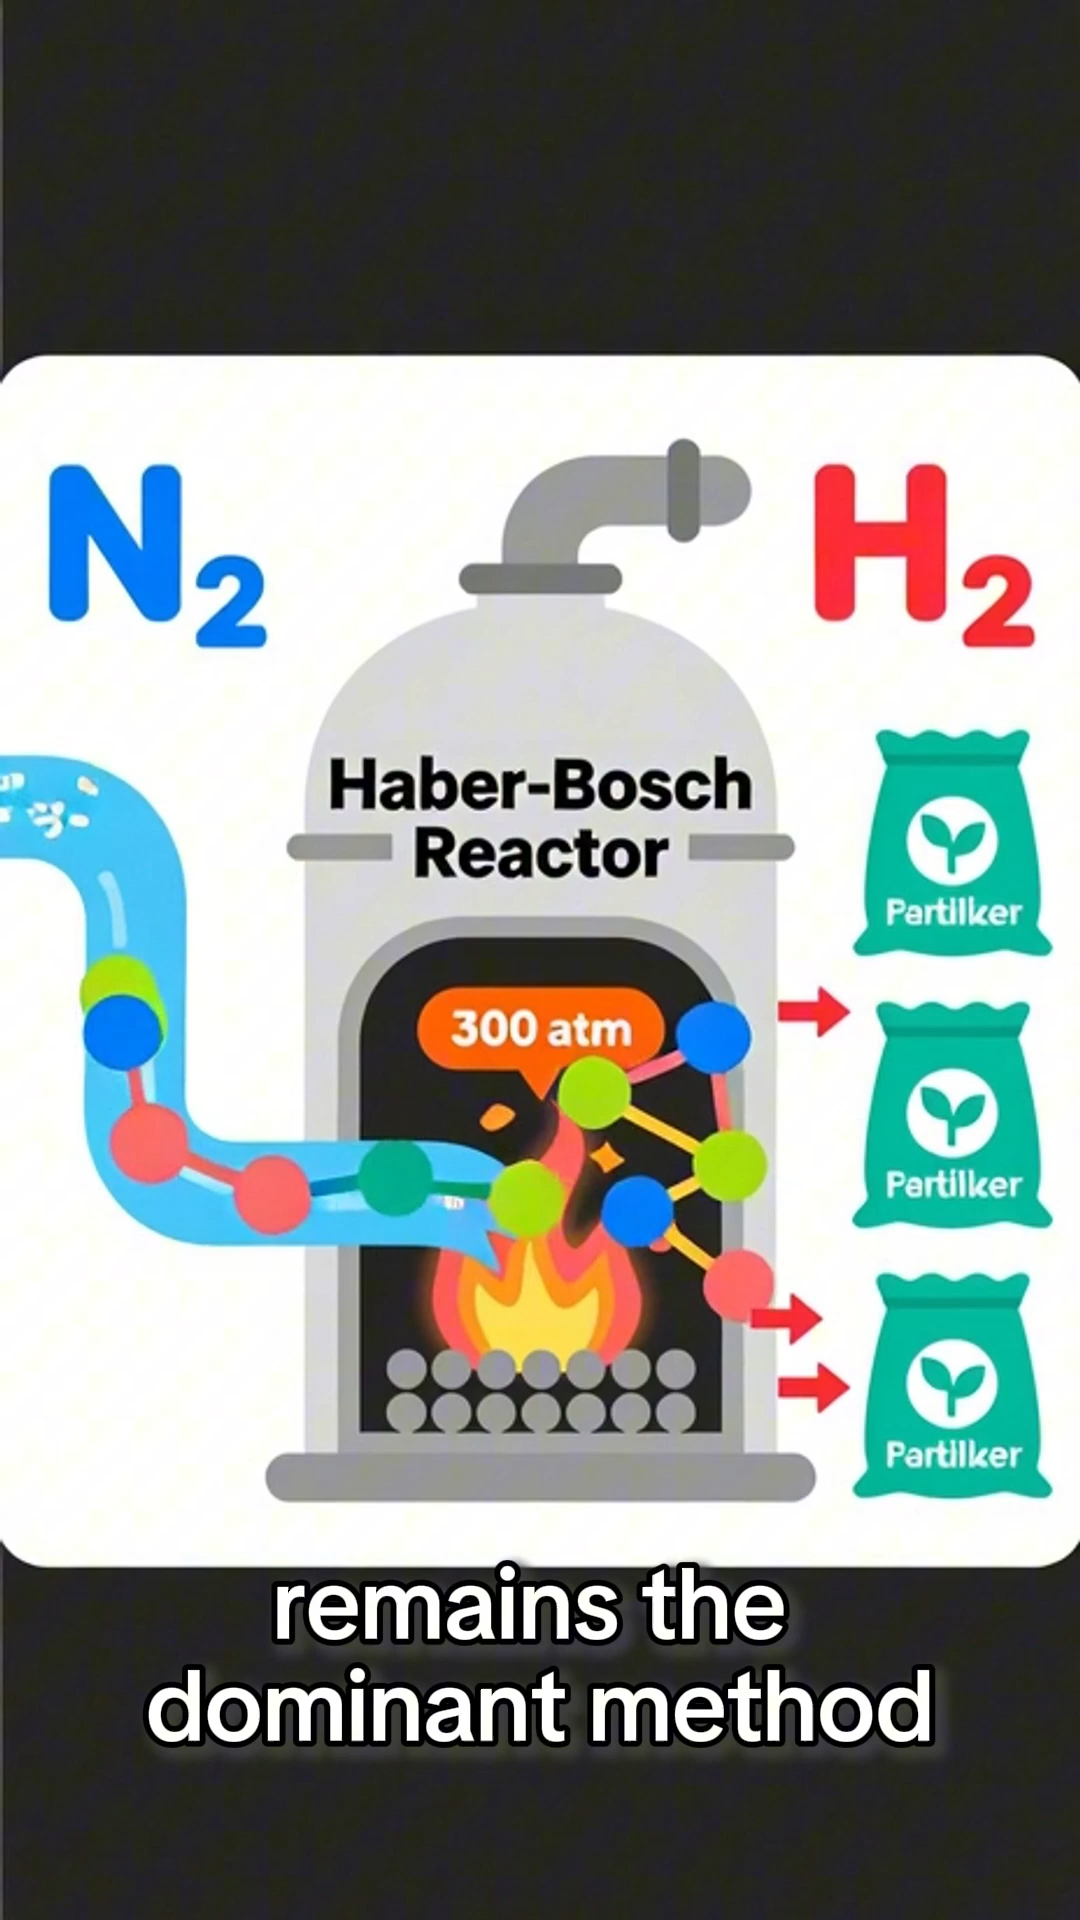 N₂
H₂
Haber-Bosch
Reactor
300 atm
Partilker
Partilker
Partilker
remains the
dominant method